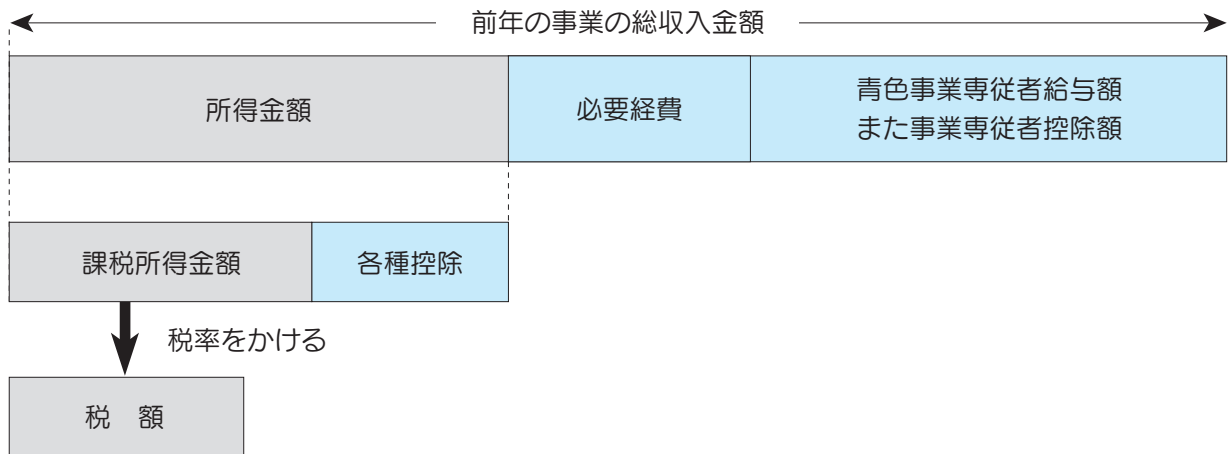 前年の事業の総収入金額
所得金額
必要経費
青色事業専従者給与額
また事業専従者控除額
課税所得金額
各種控除
税率をかける
税　額